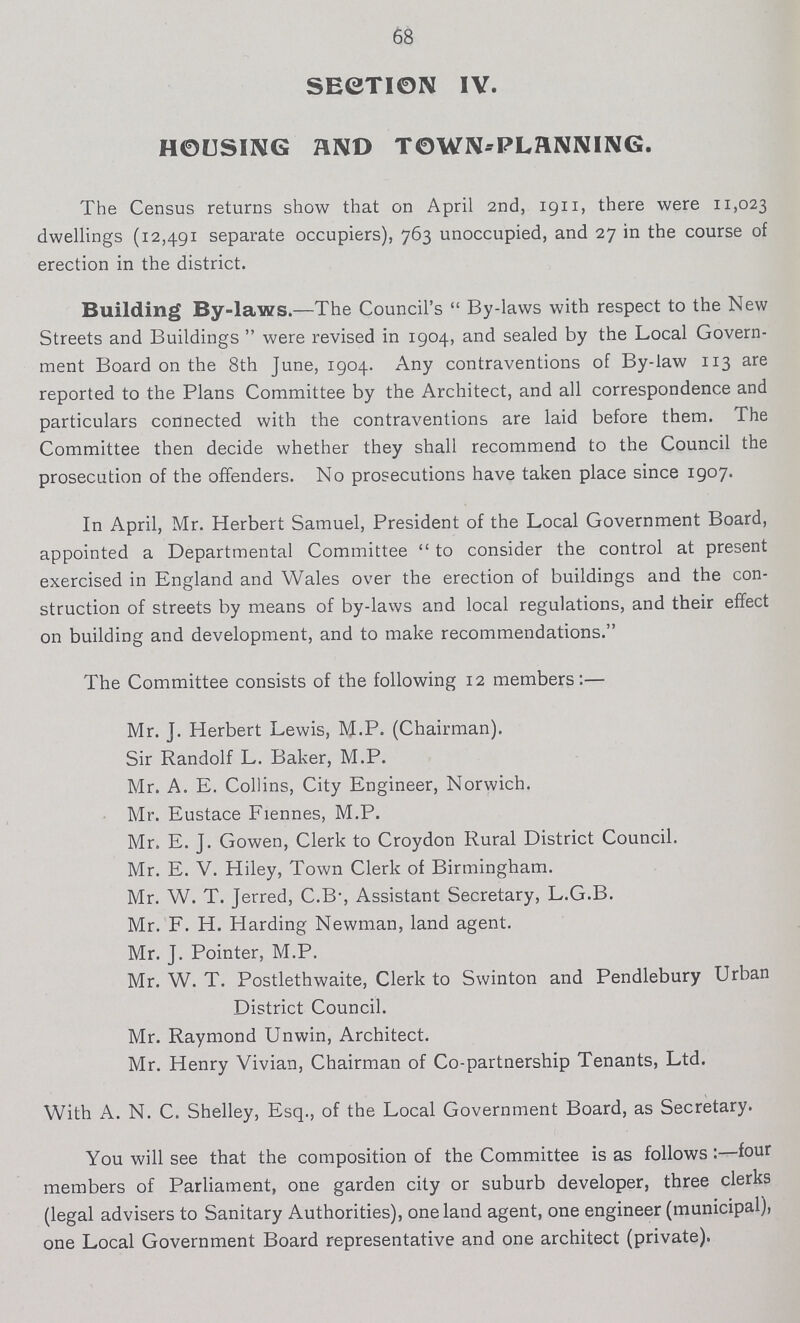 68
SECTION IV.
HOUSING AND TOWN-PLANNING.
The Census returns show that on April 2nd, 1911, there were 11,023
dwellings (12,491 separate occupiers), 763 unoccupied, and 27 in the course of
erection in the district.
Building By-laws.—The Council's " By-laws with respect to the New
Streets and Buildings " were revised in 1904, and sealed by the Local Govern-
ment Board on the 8th June, 1904. Any contraventions of By-law 113 are
reported to the Plans Committee by the Architect, and all correspondence and
particulars connected with the contraventions are laid before them. The
Committee then decide whether they shall recommend to the Council the
prosecution of the offenders. No prosecutions have taken place since 1907.
In April, Mr. Herbert Samuel, President of the Local Government Board,
appointed a Departmental Committee " to consider the control at present
exercised in England and Wales over the erection of buildings and the con-
struction of streets by means of by-laws and local regulations, and their effect
on building and development, and to make recommendations."
The Committee consists of the following 12 members:—
Mr. J. Herbert Lewis, M.P. (Chairman).
Sir Randolf L. Baker, M.P.
Mr. A. E. Collins, City Engineer, Norwich.
Mr. Eustace Fiennes, M.P.
Mr. E. J. Gowen, Clerk to Croydon Rural District Council.
Mr. E. V. Hiley, Town Clerk of Birmingham.
Mr. W. T. Jerred, C.B·, Assistant Secretary, L.G.B.
Mr. F. H. Harding Newman, land agent.
Mr. J. Pointer, M.P.
Mr. W. T. Postlethwaite, Clerk to Swinton and Pendlebury Urban
District Council.
Mr. Raymond Unwin, Architect.
Mr. Henry Vivian, Chairman of Co-partnership Tenants, Ltd.
With A. N. C. Shelley, Esq., of the Local Government Board, as Secretary.
You will see that the composition of the Committee is as follows :—four
members of Parliament, one garden city or suburb developer, three clerks
(legal advisers to Sanitary Authorities), one land agent, one engineer (municipal),
one Local Government Board representative and one architect (private).